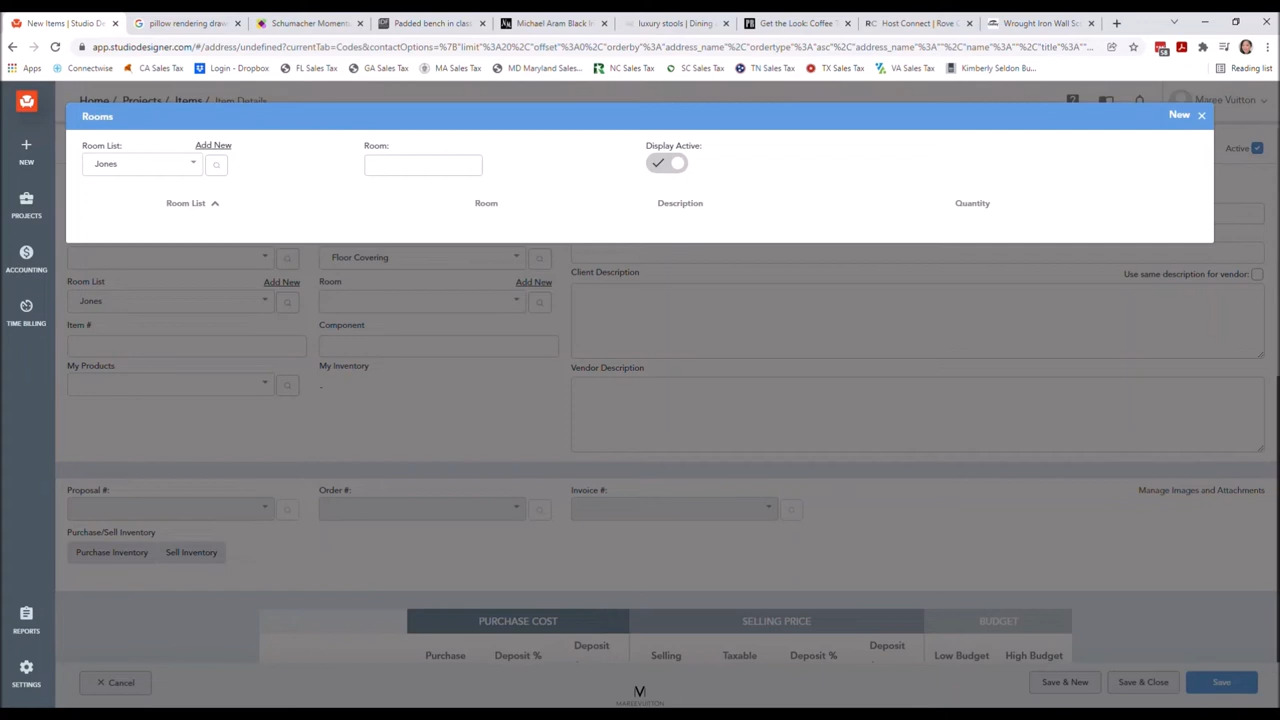 New Items | Studio De
pillow rendering draw
Schumacher Momentu
Padded bench in class
Michael Aram Black I
luxury stools | Dining
Get the Look: Coffee T
Host Connect | Rove C
Wrought Iron Wall Sc
app.studiodesigner.com/#/address/undefined?currentTab=Codes&contactOptions=%7B"limit"%3A20%2C"offset"%3A0%2C"orderby"%3A"address_name"%2C"ordertype"%3A"asc"%2C"address_name"%3A""%2C"name"%3A""%2C"title"%3A""%2C...
58
Apps Connectwise CA Sales Tax Login - Dropbox FL Sales Tax GA Sales Tax MA Sales Tax MD Maryland Sales... NC Sales Tax SC Sales Tax TN Sales Tax TX Sales Tax VA Sales Tax Kimberly Seldon Bu... Reading list
Home / Projects / Items / Item Details
Maree Vuitton
Rooms
New
NEW
PROJECTS
ACCOUNTING
TIME BILLING
REPORTS
SETTINGS
Room List: Add New
Room:
Display Active:
Jones
Active
Room List Room Description Quantity
Floor Covering
Client Description
Use same description for vendor:
Room List Add New
Room Add New
Jones
Item #
Component
My Products
My Inventory
-
Vendor Description
Proposal #:
Order #:
Invoice #:
Manage Images and Attachments
Purchase/Sell Inventory
Purchase Inventory Sell Inventory
PURCHASE COST SELLING PRICE BUDGET
Purchase Deposit % Deposit Selling Taxable Deposit % Deposit Low Budget High Budget
Cancel
Save & New Save & Close Save
M
MAREEVUITTON